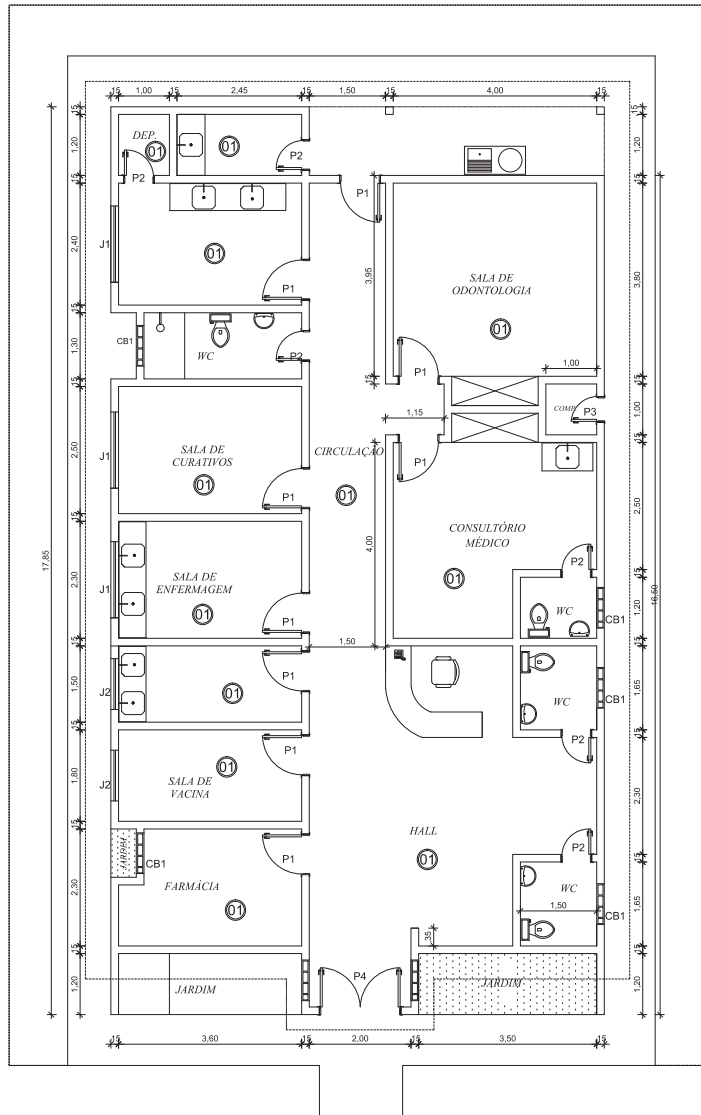 15 1,00 15 2,45 15 1,50 15 4,00 15
15 1,20 15 2,40 15 1,30 15 2,50 15 2,30 15 1,50 15 1,80 15 2,30 15 1,20
17,85
DEP.
01
01
P2
P2
P1
J1
01
P1
3,95
SALA DE
ODONTOLOGIA
01
CB1
WC
P2
P1
1,00
15
1,15
COMP.
P3
J1
SALA DE
CURATIVOS
01
P1
CIRCULAÇÃO
01
P1
4,00
CONSULTÓRIO
MÉDICO
01
P2
WC
CB1
J1
SALA DE
ENFERMAGEM
01
P1
1,50
J2
01
P1
WC
CB1
P2
J2
SALA DE
VACINA
01
P1
JARDIM
CB1
FARMÁCIA
01
P1
HALL
01
P2
WC
1,50
CB1
35
JARDIM
P4
JARDIM
15 1,20 15 3,80 15 1,00 15 2,50 15 1,20 15 1,65 15 2,30 15 1,65 15 1,20
16,50
15 3,60 15 2,00 15 3,50 15